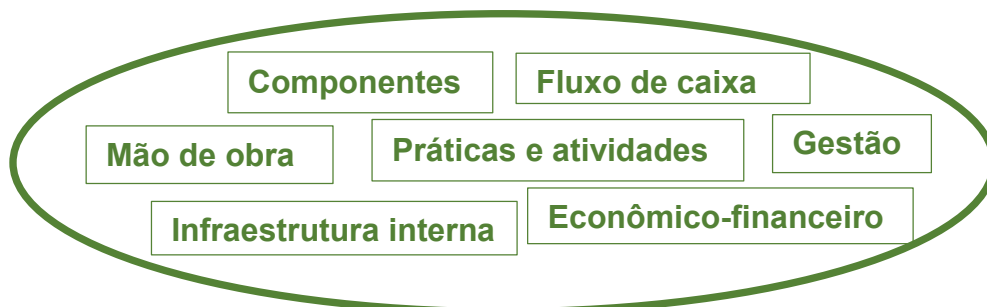 Componentes
Fluxo de caixa
Mão de obra
Práticas e atividades
Gestão
Infraestrutura interna
Econômico-financeiro